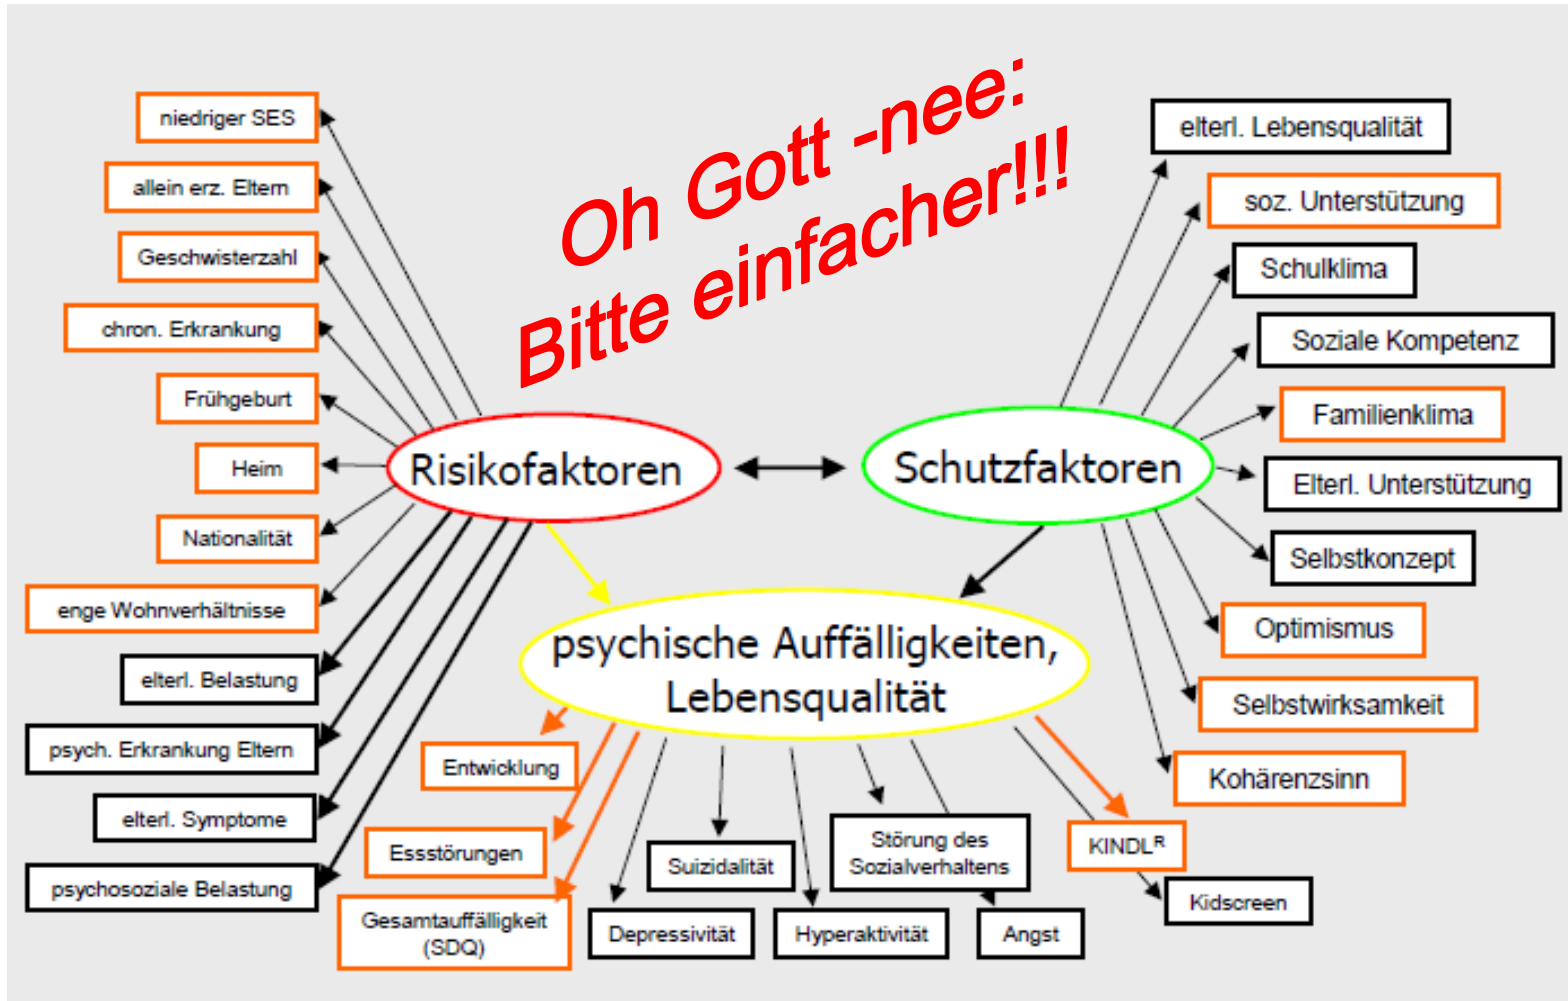 Oh Gott -nee:
Bitte einfacher!!!
niedriger SES
allein erz. Eltern
Geschwisterzahl
chron. Erkrankung
Frühgeburt
Heim
Nationalität
enge Wohnverhältnisse
elterl. Belastung
psych. Erkrankung Eltern
elterl. Symptome
psychosoziale Belastung
Risikofaktoren
Schutzfaktoren
elterl. Lebensqualität
soz. Unterstützung
Schulklima
Soziale Kompetenz
Familienklima
Elterl. Unterstützung
Selbstkonzept
Optimismus
Selbstwirksamkeit
Kohärenzsinn
psychische Auffälligkeiten,
Lebensqualität
Entwicklung
Essstörungen
Gesamtauffälligkeit
(SDQ)
Depressivität
Suizidalität
Hyperaktivität
Störung des
Sozialverhaltens
Angst
KINDLᴿ
Kidscreen